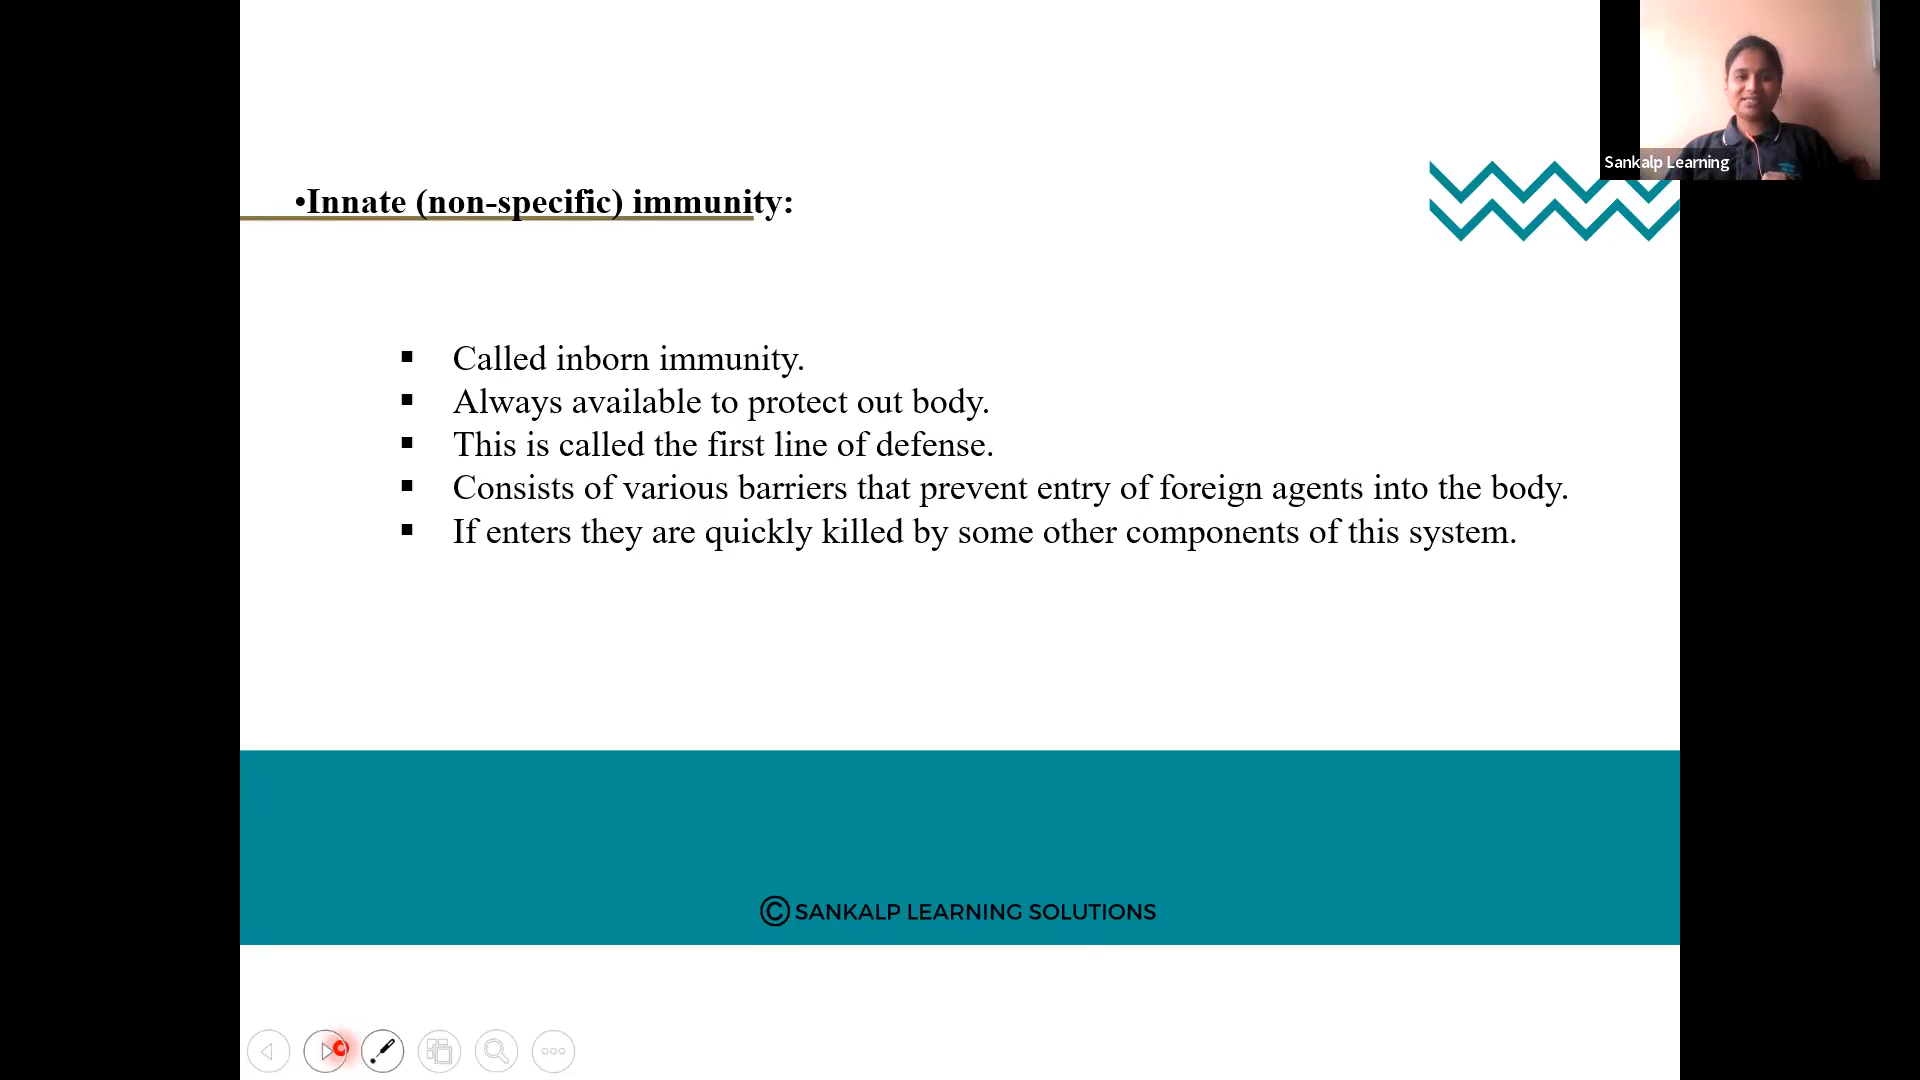 Sankalp Learning
•Innate (non-specific) immunity:
▪ Called inborn immunity.
▪ Always available to protect out body.
▪ This is called the first line of defense.
▪ Consists of various barriers that prevent entry of foreign agents into the body.
▪ If enters they are quickly killed by some other components of this system.
© SANKALP LEARNING SOLUTIONS